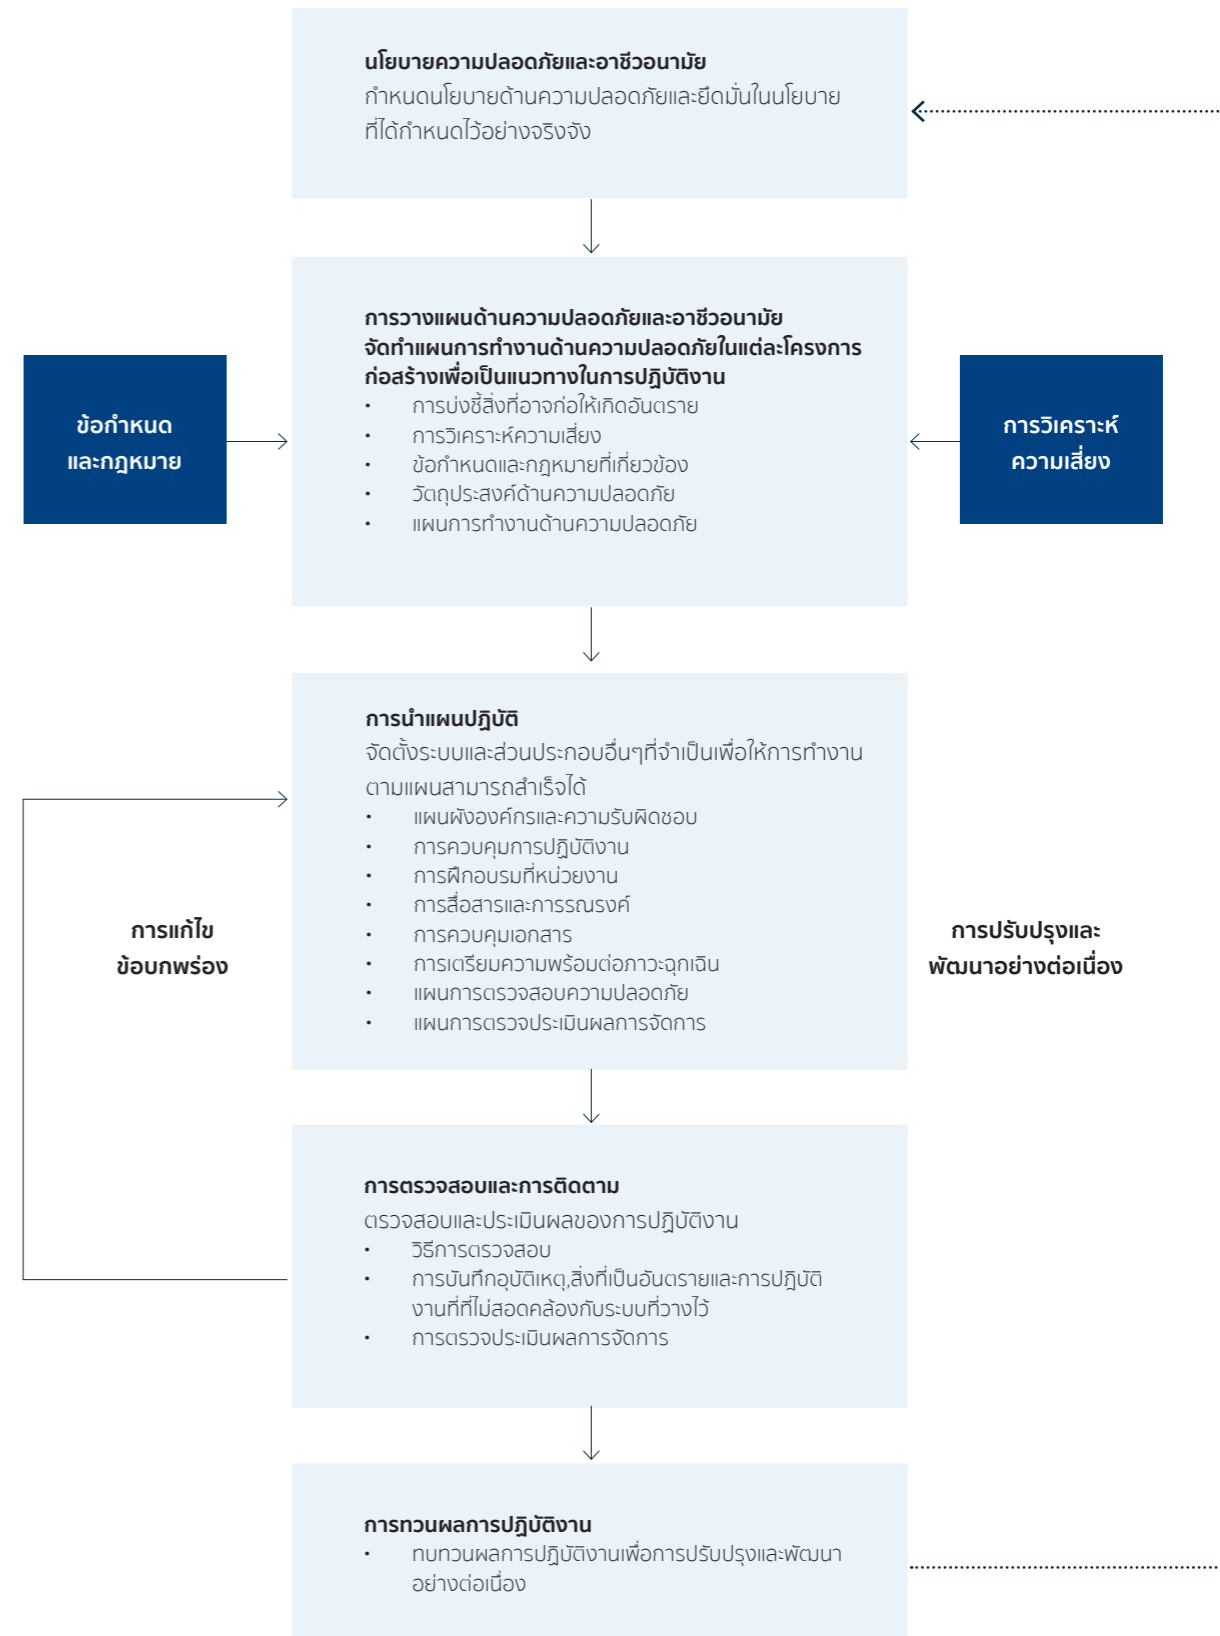 นโยบายความปลอดภัยและอาชีวอนามัย
กำหนดนโยบายด้านความปลอดภัยและยึดมั่นในนโยบาย
ที่ได้กำหนดไว้อย่างจริงจัง
การวางแผนด้านความปลอดภัยและอาชีวอนามัย
จัดทำแผนการทำงานด้านความปลอดภัยในแต่ละโครงการ
ก่อสร้างเพื่อเป็นแนวทางในการปฏิบัติงาน
• การบ่งชี้สิ่งที่อาจก่อให้เกิดอันตราย
• การวิเคราะห์ความเสี่ยง
• ข้อกำหนดและกฎหมายที่เกี่ยวข้อง
• วัตถุประสงค์ด้านความปลอดภัย
• แผนการทำงานด้านความปลอดภัย
ข้อกำหนด
และกฎหมาย
การวิเคราะห์
ความเสี่ยง
การนำแผนปฏิบัติ
จัดตั้งระบบและส่วนประกอบอื่นๆที่จำเป็นเพื่อให้การทำงาน
ตามแผนสามารถสำเร็จได้
• แผนผังองค์กรและความรับผิดชอบ
• การควบคุมการปฏิบัติงาน
• การฝึกอบรมที่หน่วยงาน
• การสื่อสารและการรณรงค์
• การควบคุมเอกสาร
• การเตรียมความพร้อมต่อภาวะฉุกเฉิน
• แผนการตรวจสอบความปลอดภัย
• แผนการตรวจประเมินผลการจัดการ
การแก้ไข
ข้อบกพร่อง
การปรับปรุงและ
พัฒนาอย่างต่อเนื่อง
การตรวจสอบและการติดตาม
ตรวจสอบและประเมินผลของการปฏิบัติงาน
• วิธีการตรวจสอบ
• การบันทึกอุบัติเหตุ,สิ่งที่เป็นอันตรายและการปฎิบัติ
งานที่ที่ไม่สอดคล้องกับระบบที่วางไว้
• การตรวจประเมินผลการจัดการ
การทวนผลการปฏิบัติงาน
• ทบทวนผลการปฏิบัติงานเพื่อการปรับปรุงและพัฒนา
อย่างต่อเนื่อง